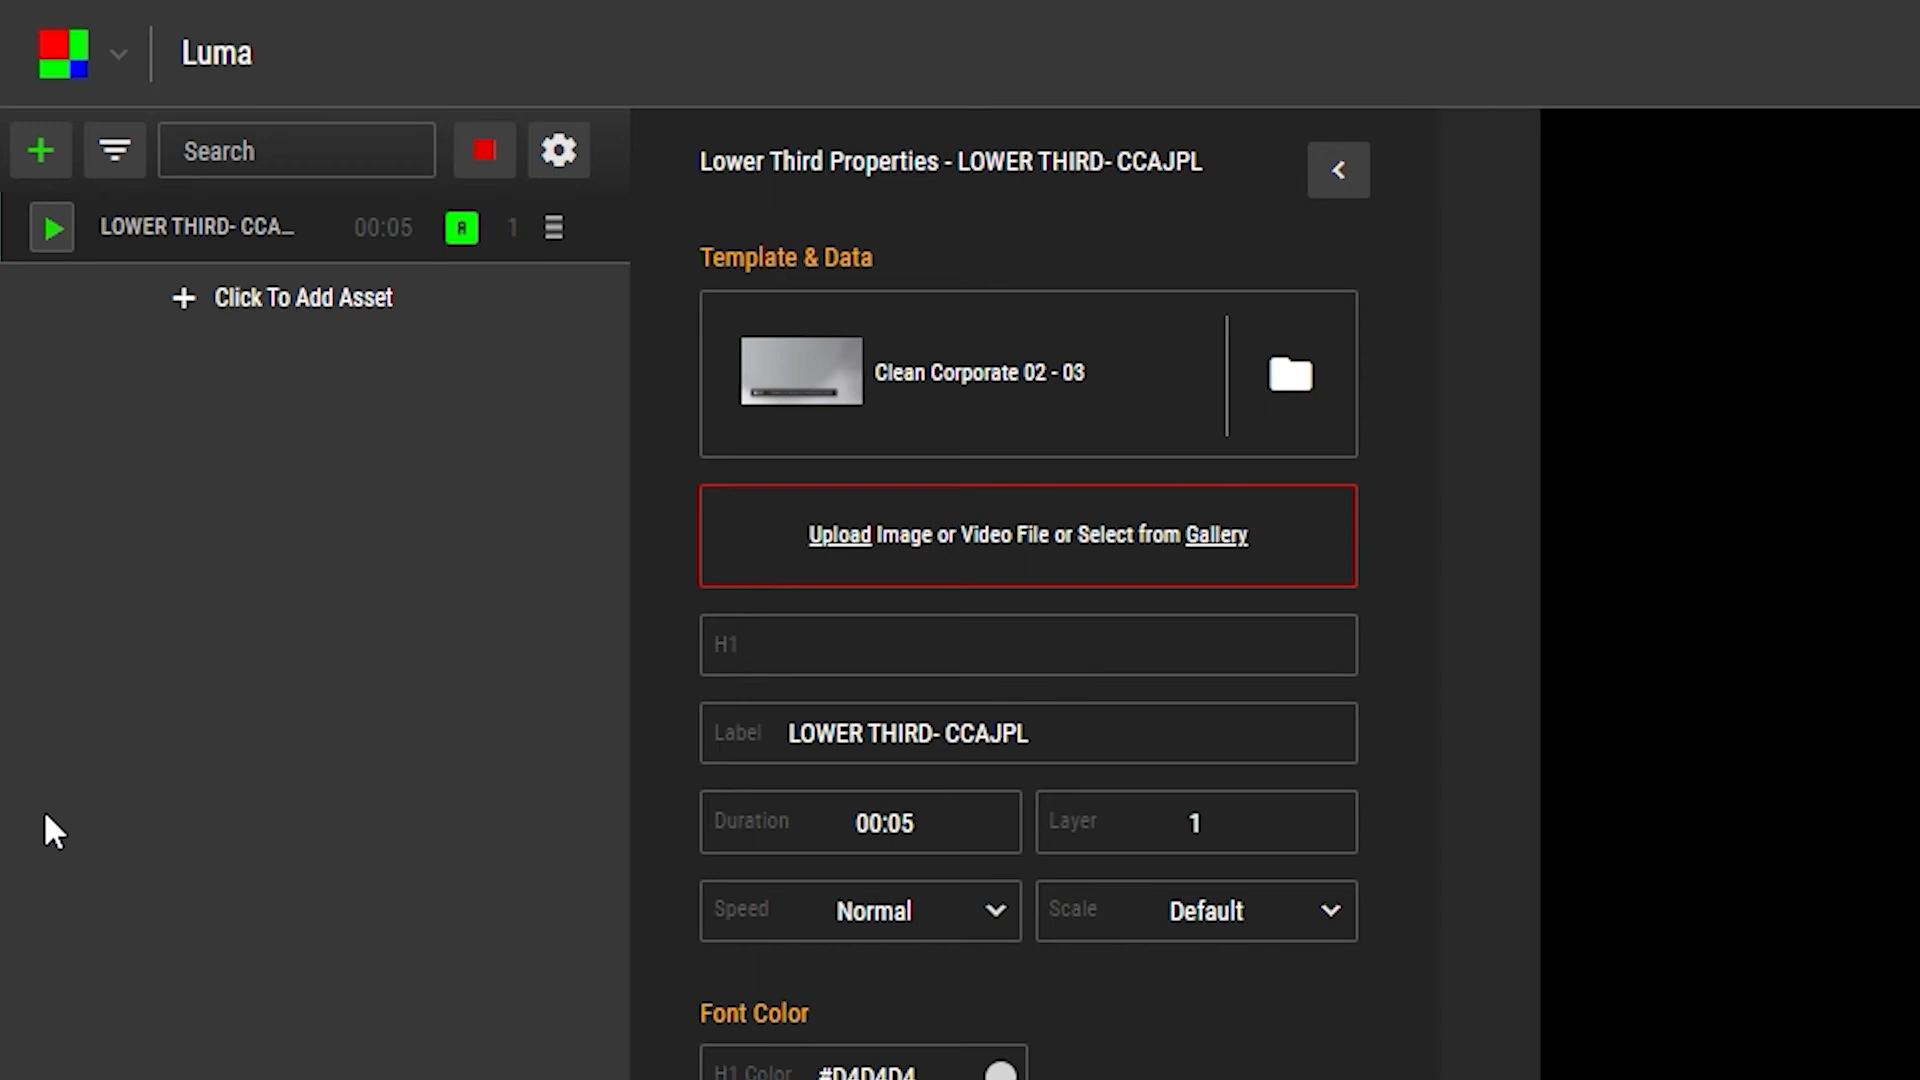 Luma
Search
LOWER THIRD- CCA... 00:05 A 1
Click To Add Asset
Lower Third Properties - LOWER THIRD- CCAJPL
Template & Data
Clean Corporate 02 - 03
Upload Image or Video File or Select from Gallery
H1
Label LOWER THIRD- CCAJPL
Duration 00:05 Layer 1
Speed Normal Scale Default
Font Color
H1 Color #D4D4D4